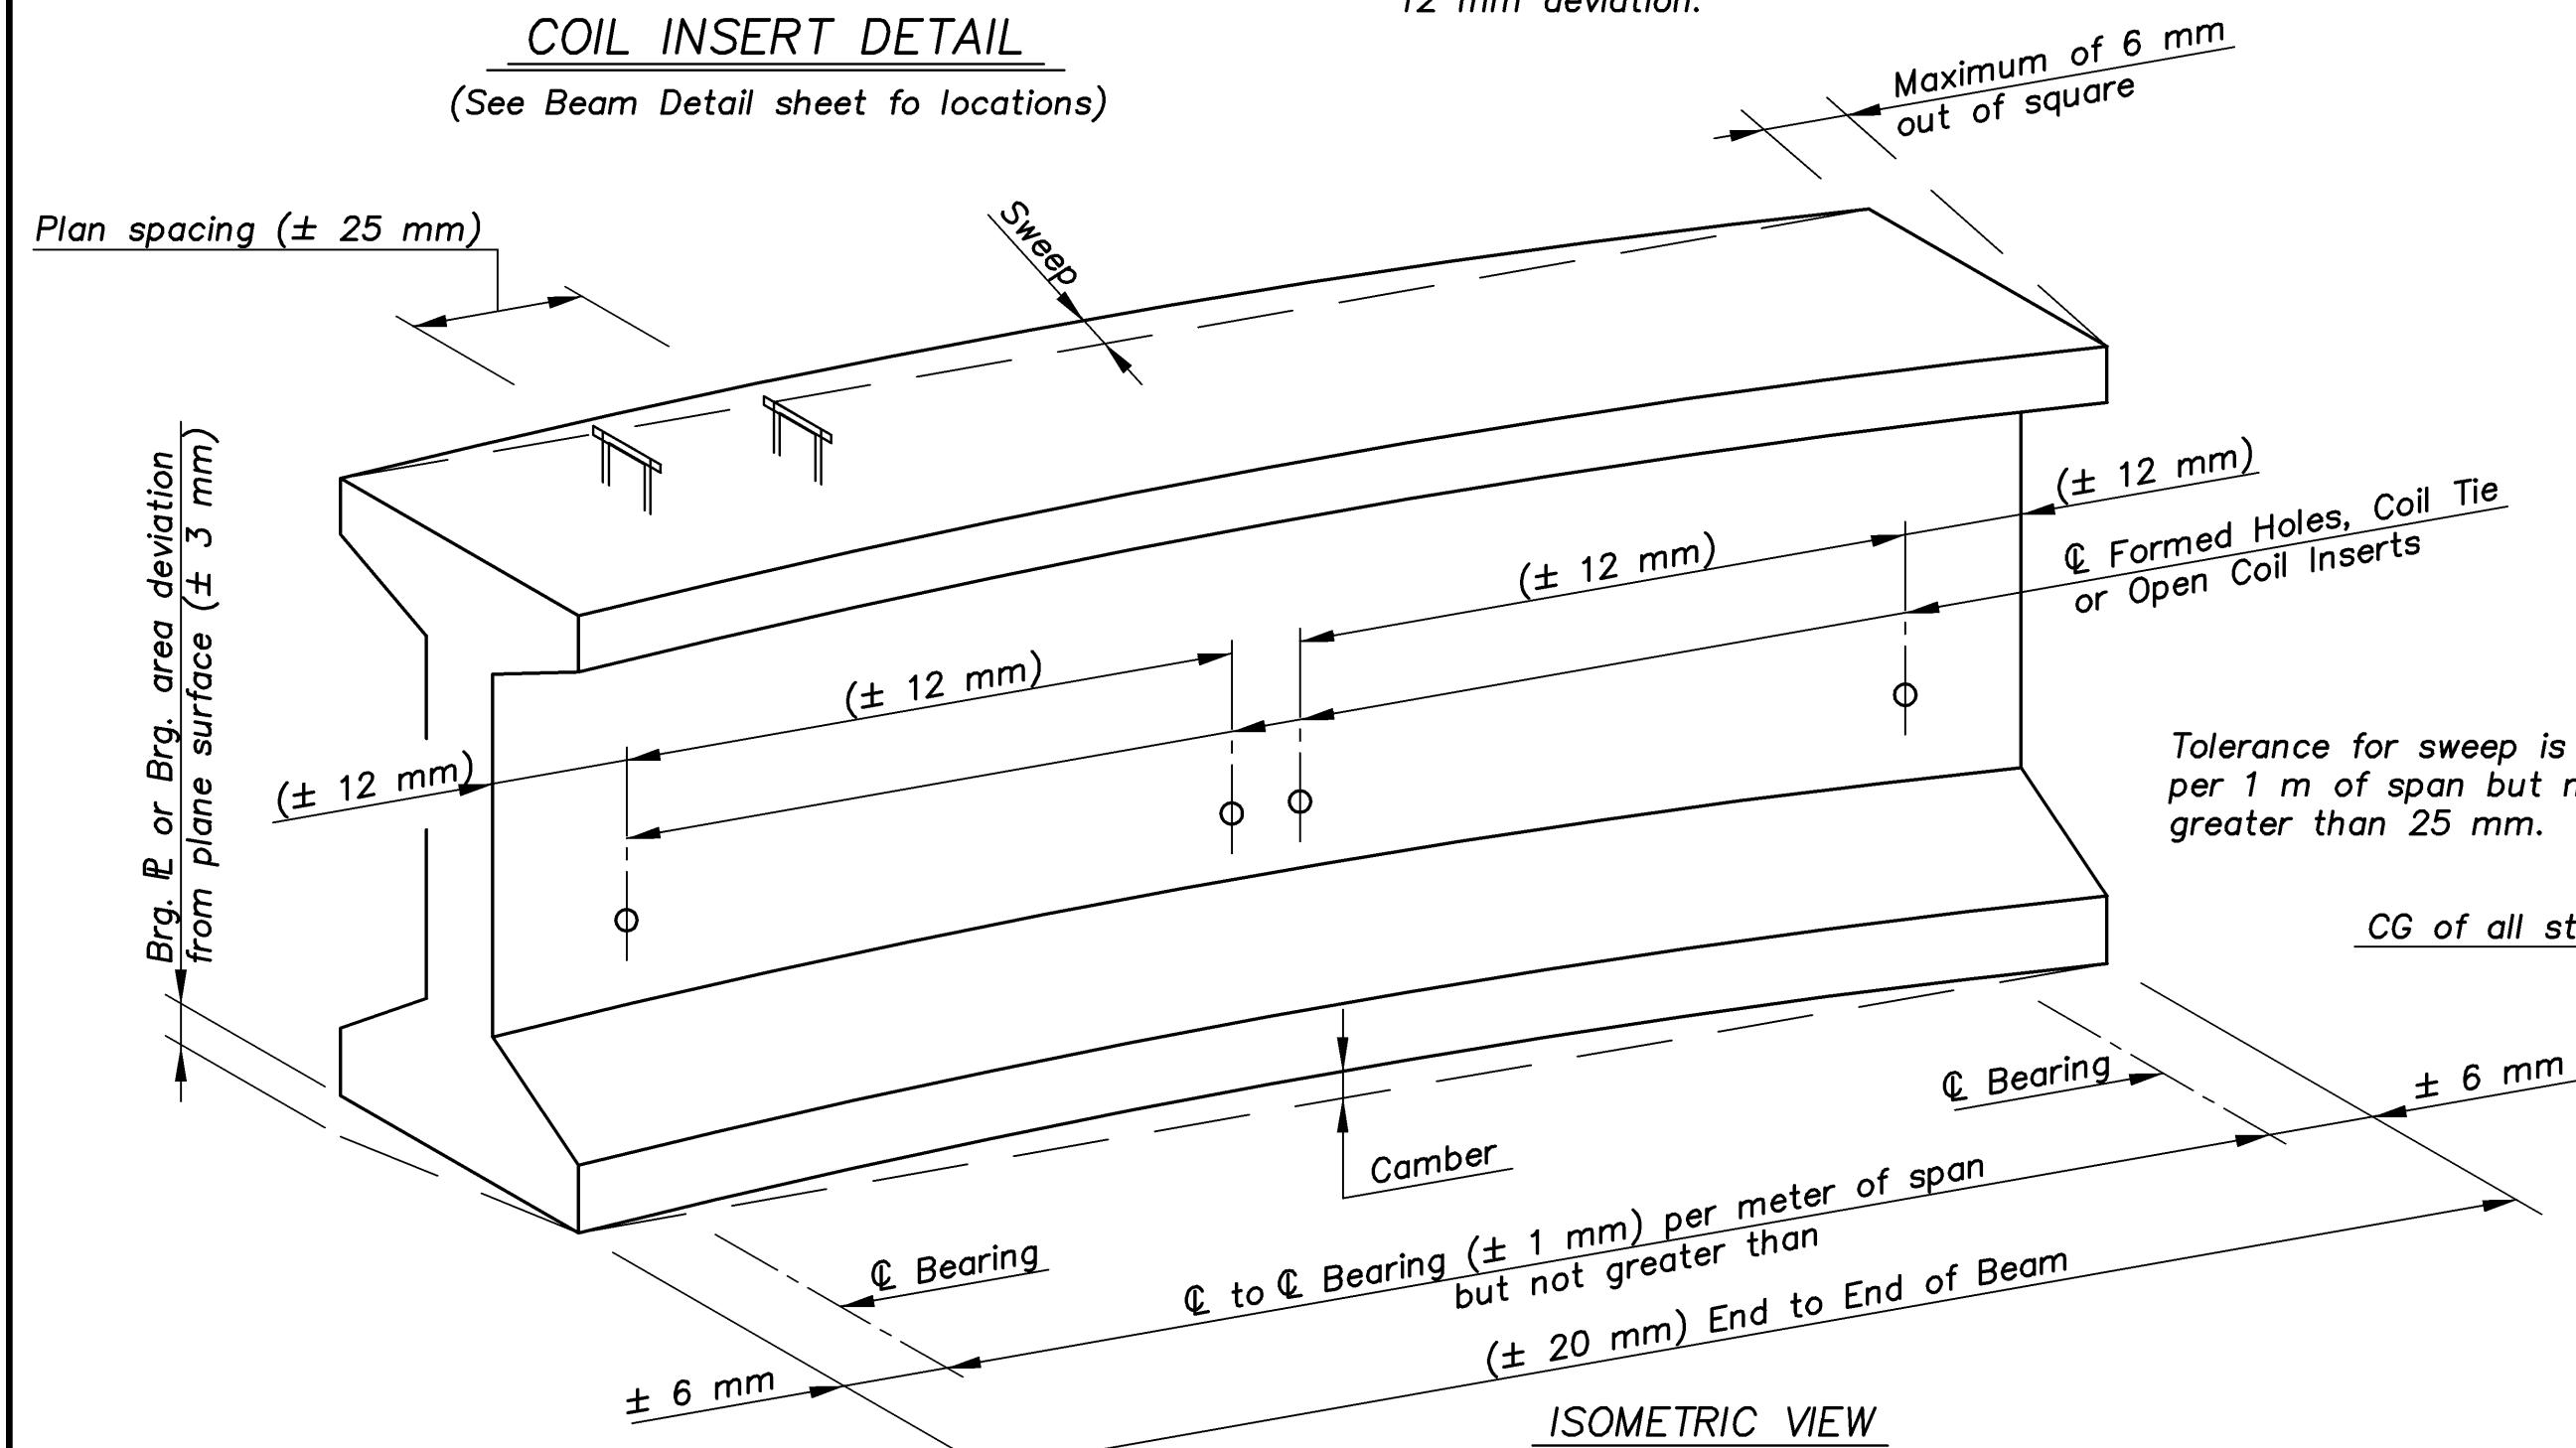 12 mm deviation.
COIL INSERT DETAIL
(See Beam Detail sheet fo locations)
Maximum of 6 mm
out of square
Plan spacing (± 25 mm)
Sweep
Brg. ⅊ or Brg. area deviation
from plane surface (± 3 mm)
(± 12 mm)
℄ Formed Holes, Coil Tie
or Open Coil Inserts
(± 12 mm)
(± 12 mm)
(± 12 mm)
Tolerance for sweep is
per 1 m of span but
greater than 25 mm.
CG of all
℄ Bearing
± 6 mm
Camber
℄ Bearing
℄ to ℄ Bearing (± 1 mm) per meter of span
but not greater than
(± 20 mm) End to End of Beam
± 6 mm
ISOMETRIC VIEW